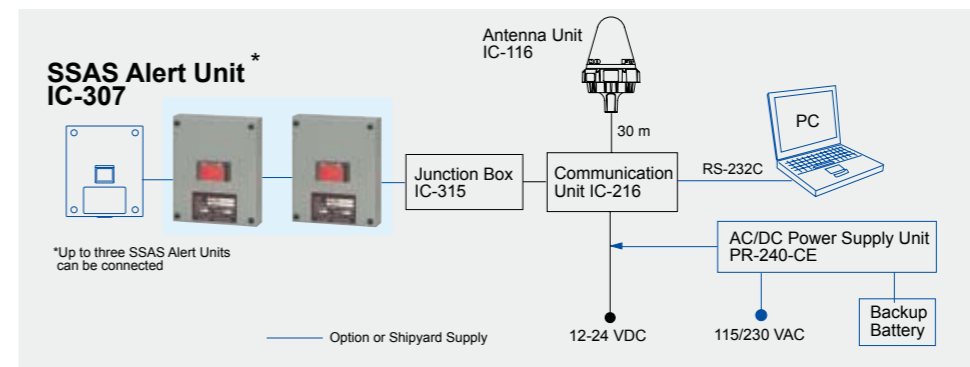 Antenna Unit
IC-116
SSAS Alert Unit *
IC-307
30 m
PC
Junction Box
IC-315
Communication
Unit IC-216
RS-232C
*Up to three SSAS Alert Units
can be connected
AC/DC Power Supply Unit
PR-240-CE
Option or Shipyard Supply
12-24 VDC
115/230 VAC
Backup
Battery